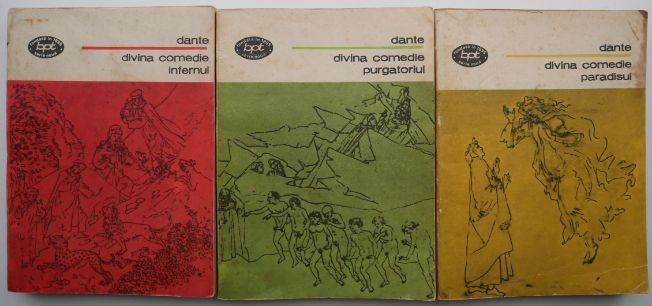 bpt
dante
divina comedie
infernul
bpt
dante
divina comedie
purgatoriul
bpt
dante
divina comedie
paradisul